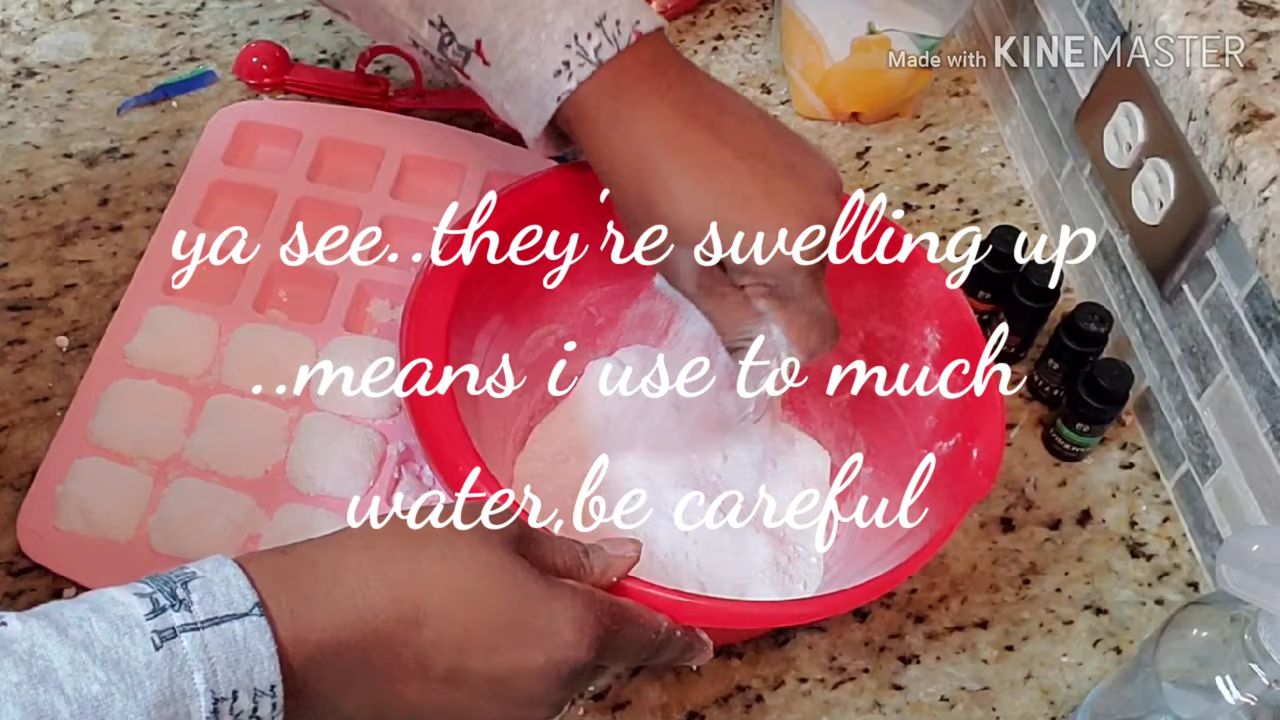 Made with KINEMASTER
ya see..they're swelling up
..means i use to much
water,be careful